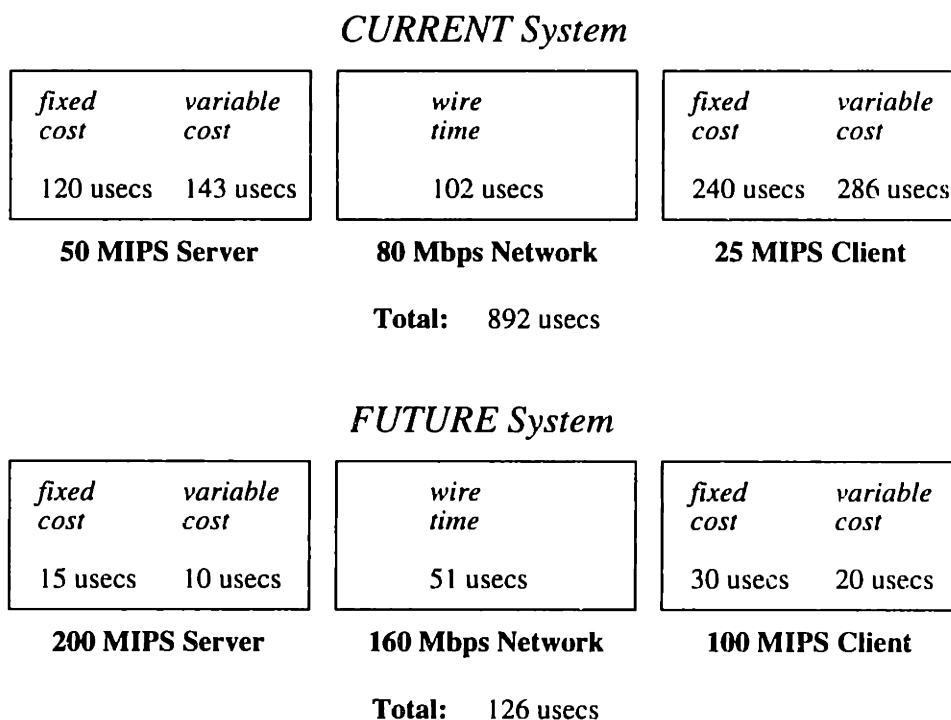 CURRENT System
fixed variable wire fixed variable
cost cost time cost cost
120 usecs 143 usecs 102 usecs 240 usecs 286 usecs
50 MIPS Server 80 Mbps Network 25 MIPS Client
Total: 892 usecs
FUTURE System
fixed variable wire fixed variable
cost cost time cost cost
15 usecs 10 usecs 51 usecs 30 usecs 20 usecs
200 MIPS Server 160 Mbps Network 100 MIPS Client
Total: 126 usecs